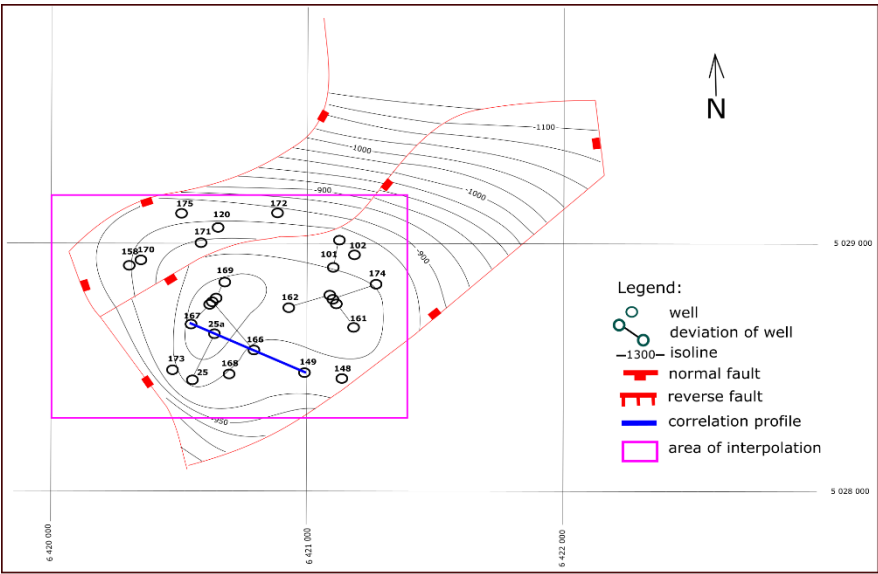 -1100
N
-1000
-900
-1000
175
172
120
171
5 029 000
158
170
101
102
-900
169
174
Legend:
162
well
167
25a
161
deviation of well
166
-1300
isoline
173
25
168
149
148
normal fault
reverse fault
-950
correlation profile
area of interpolation
5 028 000
6 420 000
6 421 000
6 422 000